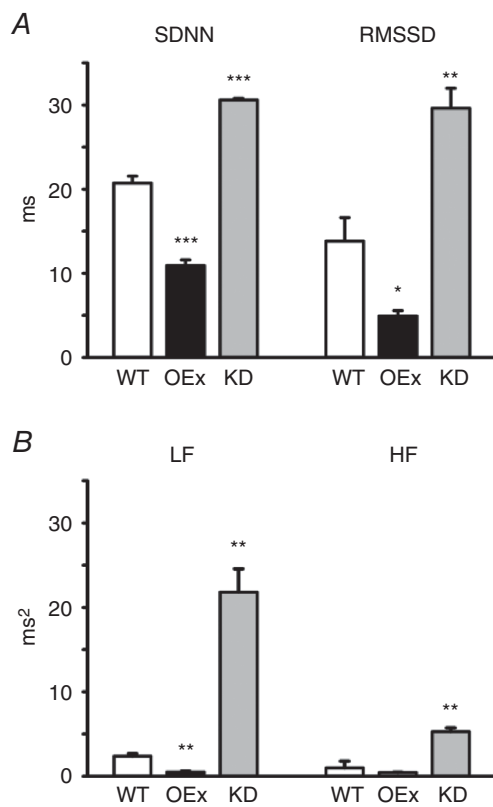 A
SDNN RMSSD
*** **
30
20
ms
***
10
*
0
WT OEx KD WT OEx KD
B
LF HF
30
**
ms²
20
10
** **
0
WT OEx KD WT OEx KD